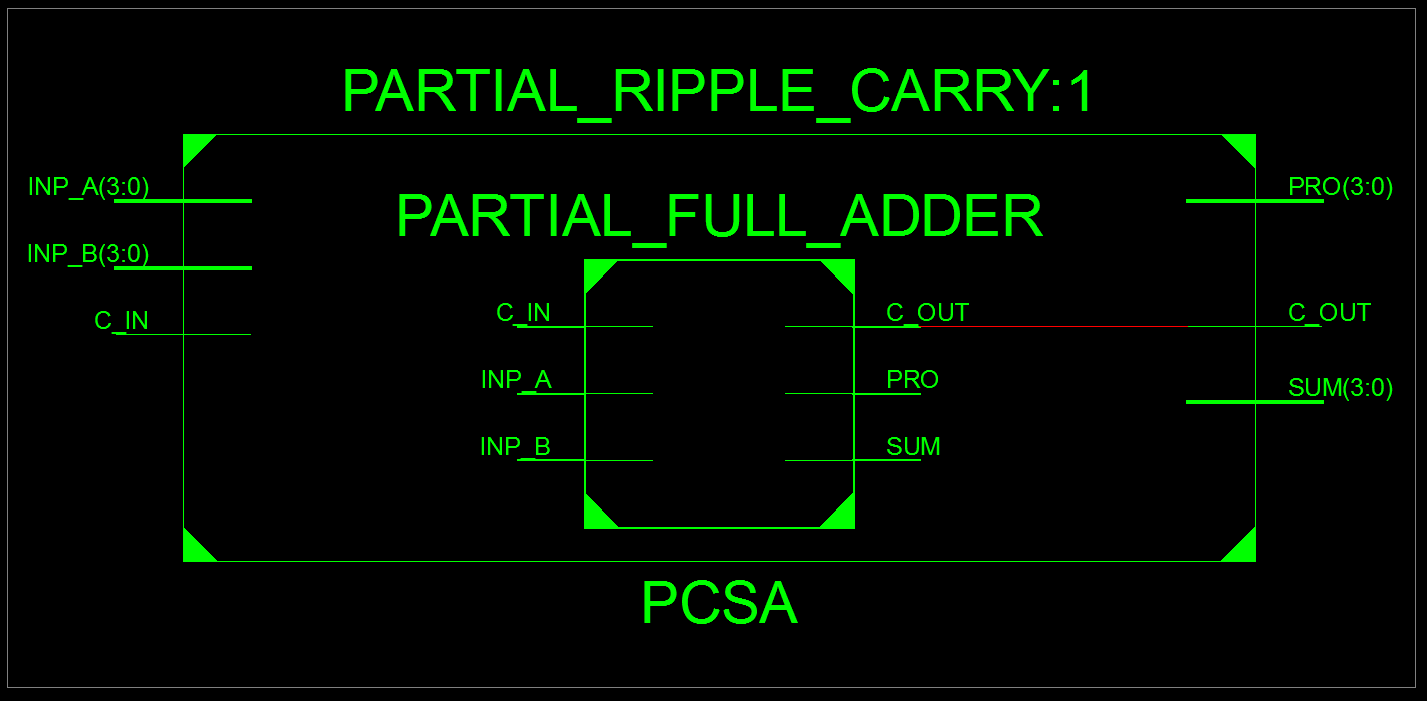 PARTIAL_RIPPLE_CARRY:1
INP_A(3:0)
PRO(3:0)
PARTIAL_FULL_ADDER
INP_B(3:0)
C_IN
C_IN
C_OUT
C_OUT
INP_A
PRO
SUM(3:0)
INP_B
SUM
PCSA